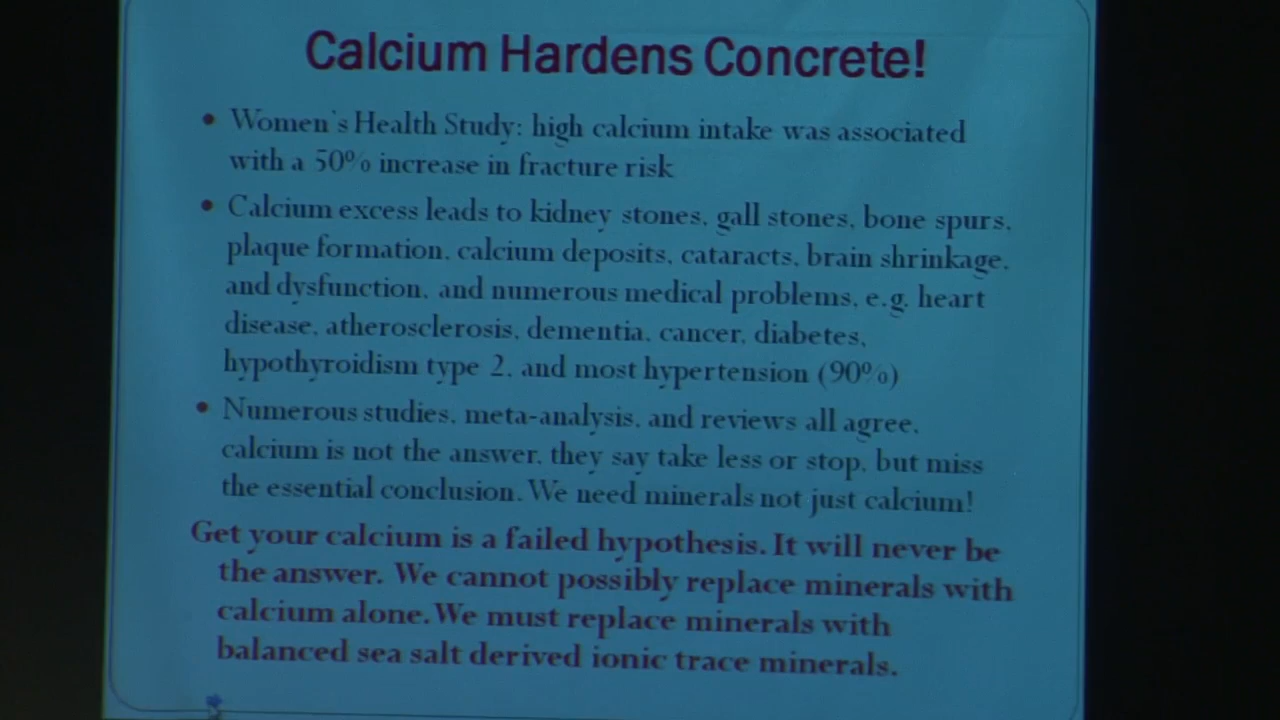 Calcium Hardens Concrete!
• Women's Health Study: high calcium intake was associated
with a 50% increase in fracture risk
• Calcium excess leads to kidney stones, gall stones, bone spurs,
plaque formation, calcium deposits, cataracts, brain shrinkage,
and dysfunction, and numerous medical problems, e.g. heart
disease, atherosclerosis, dementia, cancer, diabetes,
hypothyroidism type 2, and most hypertension (90%)
• Numerous studies, meta-analysis, and reviews all agree,
calcium is not the answer, they say take less or stop, but miss
the essential conclusion. We need minerals not just calcium!
Get your calcium is a failed hypothesis. It will never be
the answer. We cannot possibly replace minerals with
calcium alone. We must replace minerals with
balanced sea salt derived ionic trace minerals.